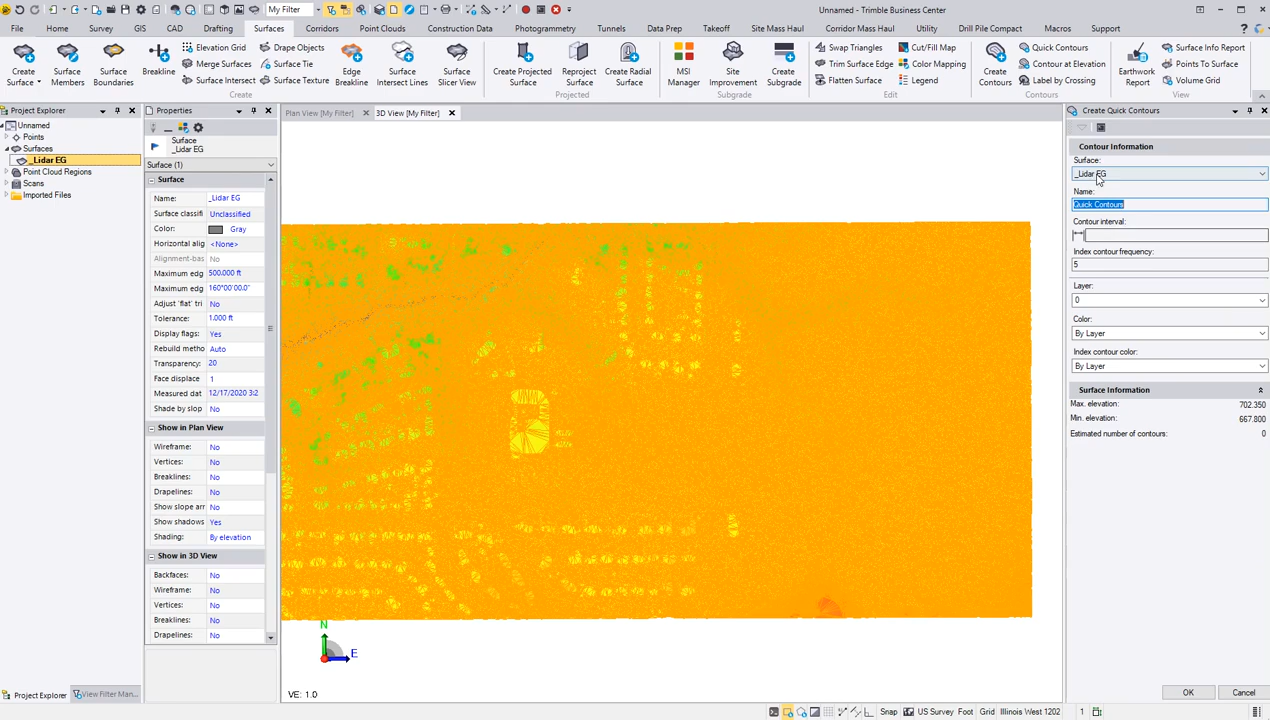 My Filter
Unnamed - Trimble Business Center
File Home Survey GIS CAD Drafting Surfaces Corridors Point Clouds Construction Data Photogrammetry Tunnels Data Prep Takeoff Site Mass Haul Corridor Mass Haul Utility Drill Pile Compact Macros Support
Create Surface
Surface Members
Surface Boundaries
Breakline
Elevation Grid
Merge Surfaces
Surface Intersect
Drape Objects
Surface Tie
Surface Texture
Edge Breakline
Surface Intersect Lines
Surface Slicer View
Create Projected Surface
Reproject Surface
Create Radial Surface
MSI Manager
Site Improvement
Create Subgrade
Swap Triangles
Trim Surface Edge
Flatten Surface
Cut/Fill Map
Color Mapping
Legend
Create Contours
Quick Contours
Contour at Elevation
Label by Crossing
Earthwork Report
Surface Info Report
Points To Surface
Volume Grid
Create Projected Subgrade Edit Contours View
Project Explorer
Unnamed
Points
Surfaces
_Lidar EG
Point Cloud Regions
Scans
Imported Files
Project Explorer View Filter Man...
Properties
Surface
_Lidar EG
Surface (1)
Surface
Name: _Lidar EG
Surface classifi Unclassified
Color: Gray
Horizontal alig <None>
Alignment-bas No
Maximum edg 500.000 ft
Maximum edg 160°00'00.0"
Adjust 'flat' tri No
Tolerance: 1.000 ft
Display flags: Yes
Rebuild metho Auto
Transparency: 20
Face displace 1
Measured dat 12/17/2020 3:2
Shade by slop No
Show in Plan View
Wireframe: No
Vertices: No
Breaklines: No
Drapelines: No
Show slope arr No
Show shadows Yes
Shading: By elevation
Show in 3D View
Backfaces: No
Wireframe: No
Vertices: No
Breaklines: No
Drapelines: No
Plan View [My Filter] 3D View [My Filter]
N
E
VE: 1.0
Create Quick Contours
Contour Information
Surface:
_Lidar EG
Name:
Quick Contours
Contour interval:
Index contour frequency:
5
Layer:
0
Color:
By Layer
Index contour color:
By Layer
Surface Information
Max. elevation: 702.350
Min. elevation: 667.800
Estimated number of contours: 0
OK Cancel
Snap US Survey Foot Grid Illinois West 1202 1